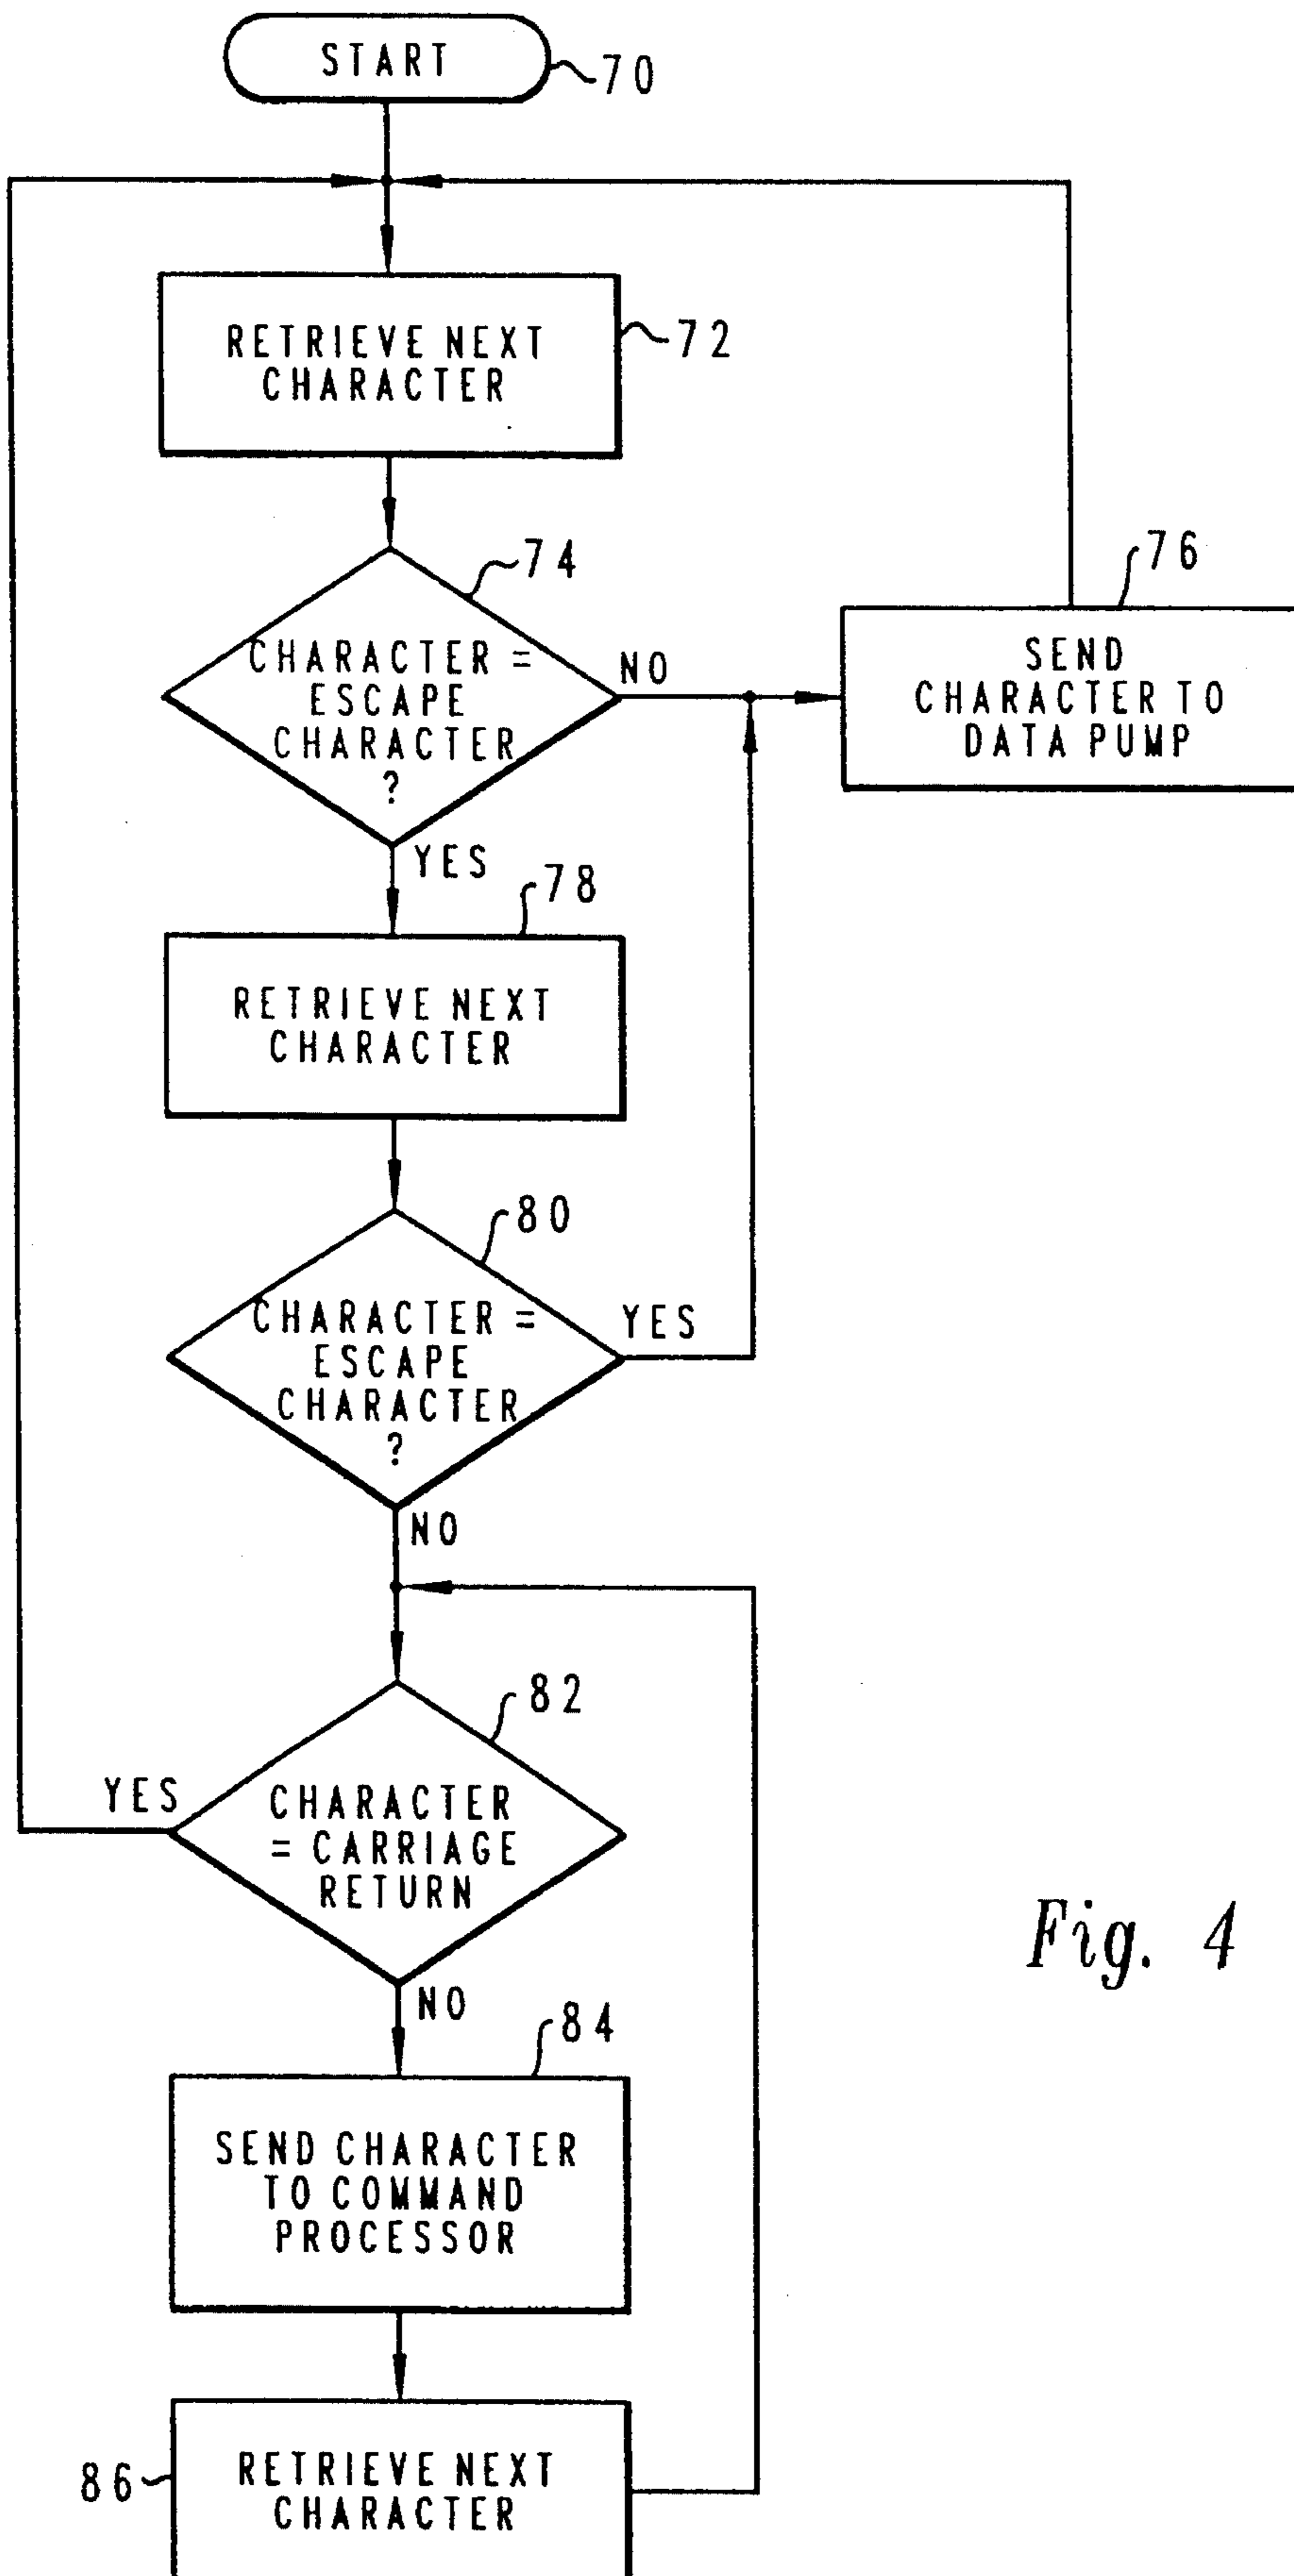 START
70
RETRIEVE NEXT
CHARACTER
72
74
CHARACTER =
ESCAPE
CHARACTER
?
NO
YES
76
SEND
CHARACTER TO
DATA PUMP
78
RETRIEVE NEXT
CHARACTER
80
CHARACTER =
ESCAPE
CHARACTER
?
YES
NO
82
YES
CHARACTER
= CARRIAGE
RETURN
NO
Fig. 4
84
SEND CHARACTER
TO COMMAND
PROCESSOR
86
RETRIEVE NEXT
CHARACTER